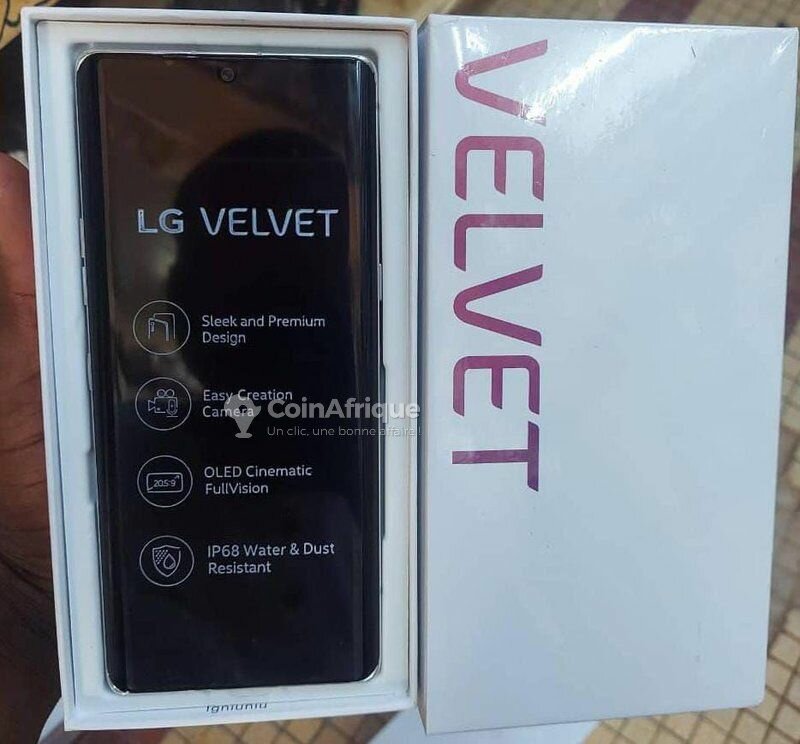 LG VELVET
Sleek and Premium
Design
Easy Creation
Camera
CoinAfrique
Un clic, une bonne affaire !
20.5:9
OLED Cinematic
FullVision
IP68 Water & Dust
Resistant
VELVET